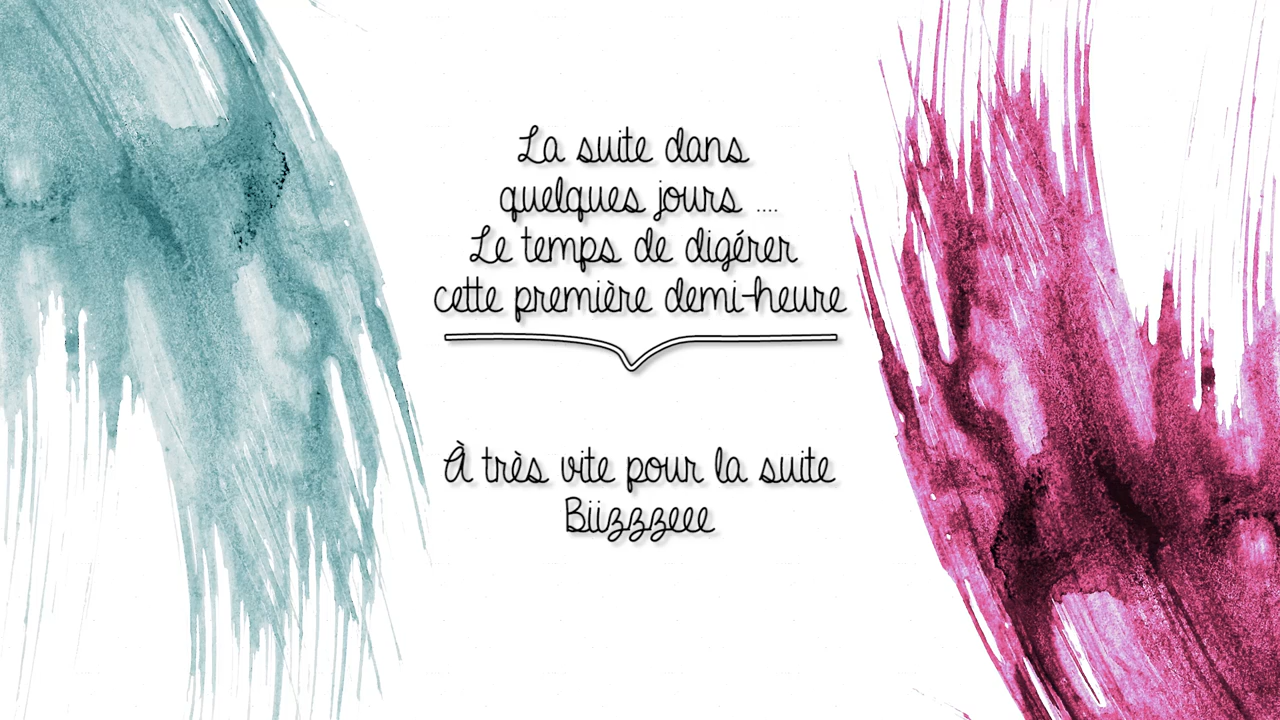 La suite dans
quelques jours ....
Le temps de digérer
cette première demi-heure
À très vite pour la suite
Biizzzeee